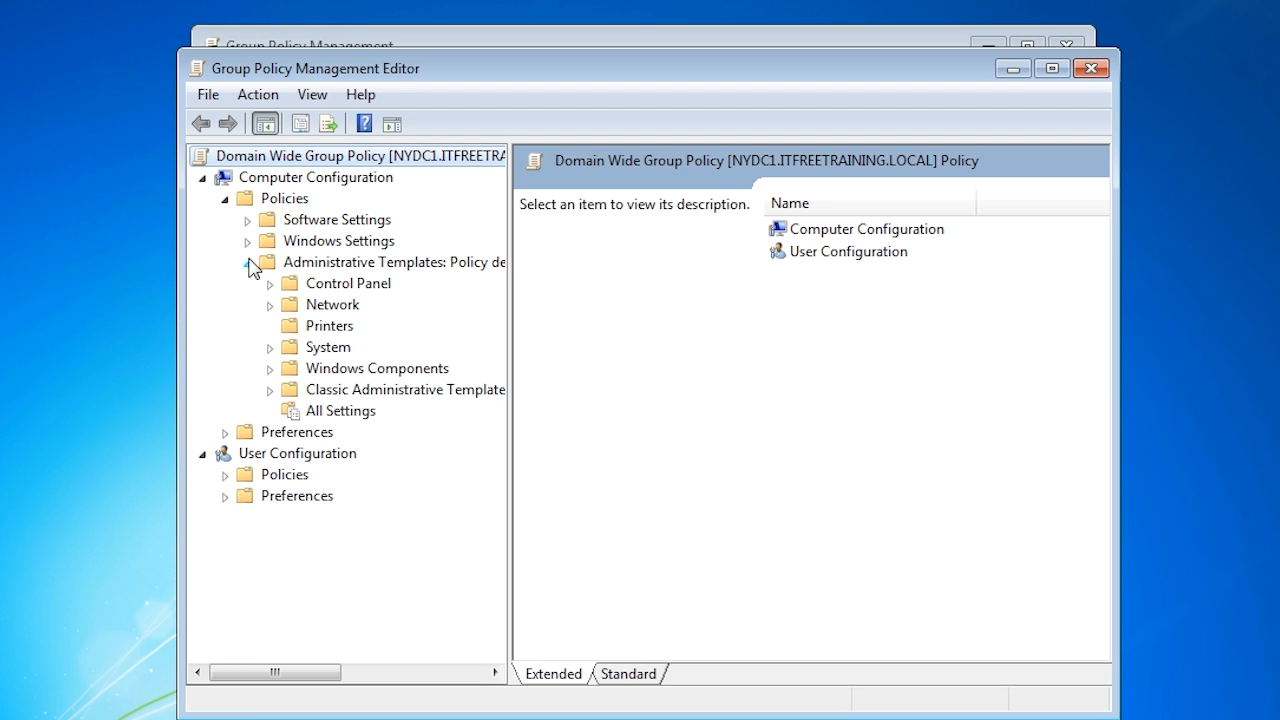 Group Policy Management
Group Policy Management Editor
File Action View Help
Domain Wide Group Policy [NYDC1.ITFREETRA
Computer Configuration
Policies
Software Settings
Windows Settings
Administrative Templates: Policy de
Control Panel
Network
Printers
System
Windows Components
Classic Administrative Template
All Settings
Preferences
User Configuration
Policies
Preferences
Domain Wide Group Policy [NYDC1.ITFREETRAINING.LOCAL] Policy
Select an item to view its description.
Name
Computer Configuration
User Configuration
Extended Standard